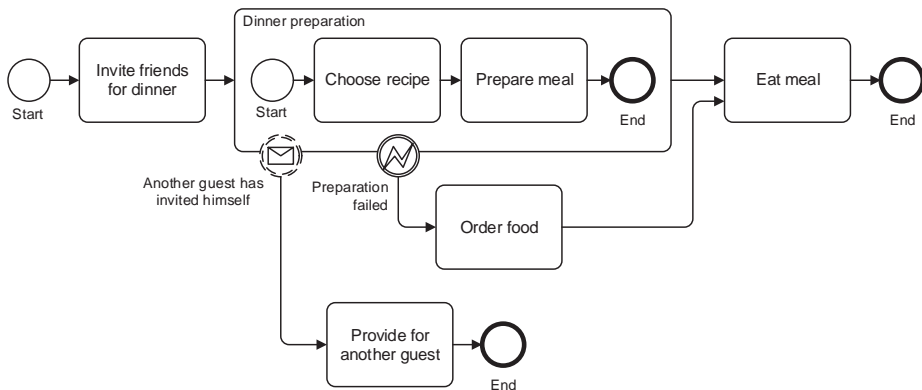 Dinner preparation
Invite friends
for dinner
Choose recipe
Prepare meal
Eat meal
Start
Start
End
End
Another guest has
invited himself
Preparation
failed
Order food
Provide for
another guest
End